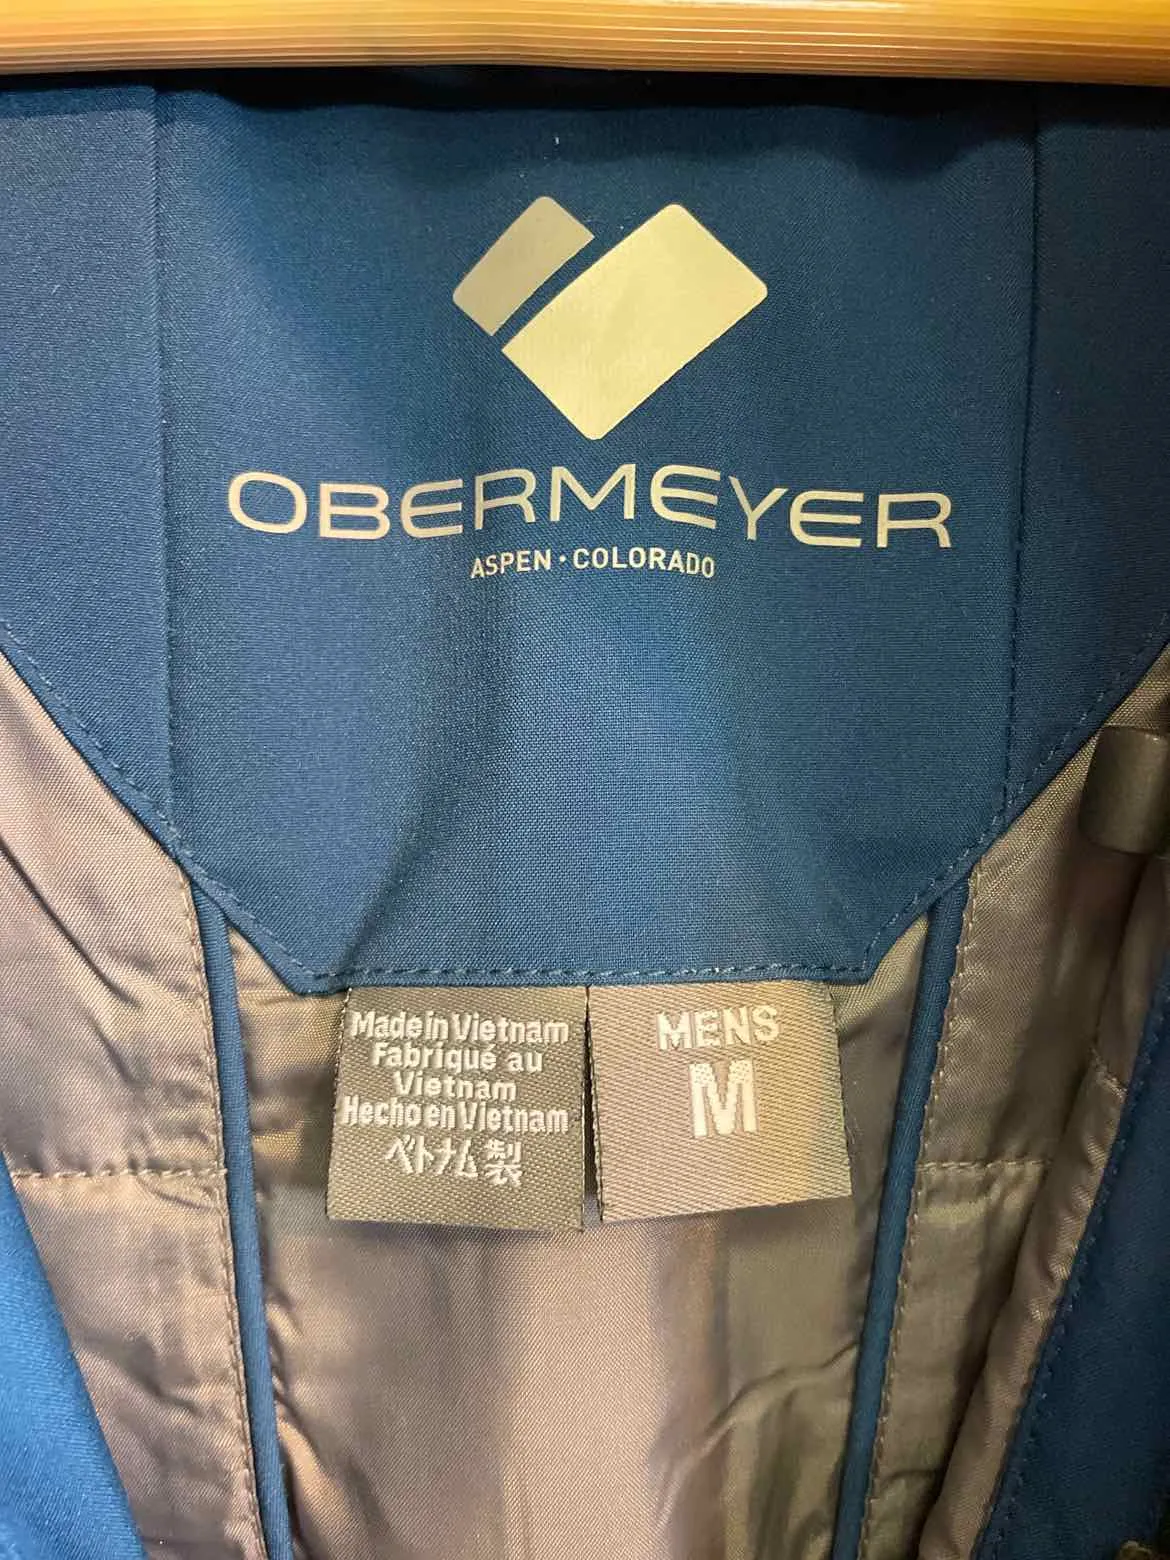 OBERMEYER
ASPEN · COLORADO
Made in Vietnam
Fabriqué au
Vietnam
Hecho en Vietnam
ベトナム製
MENS
M